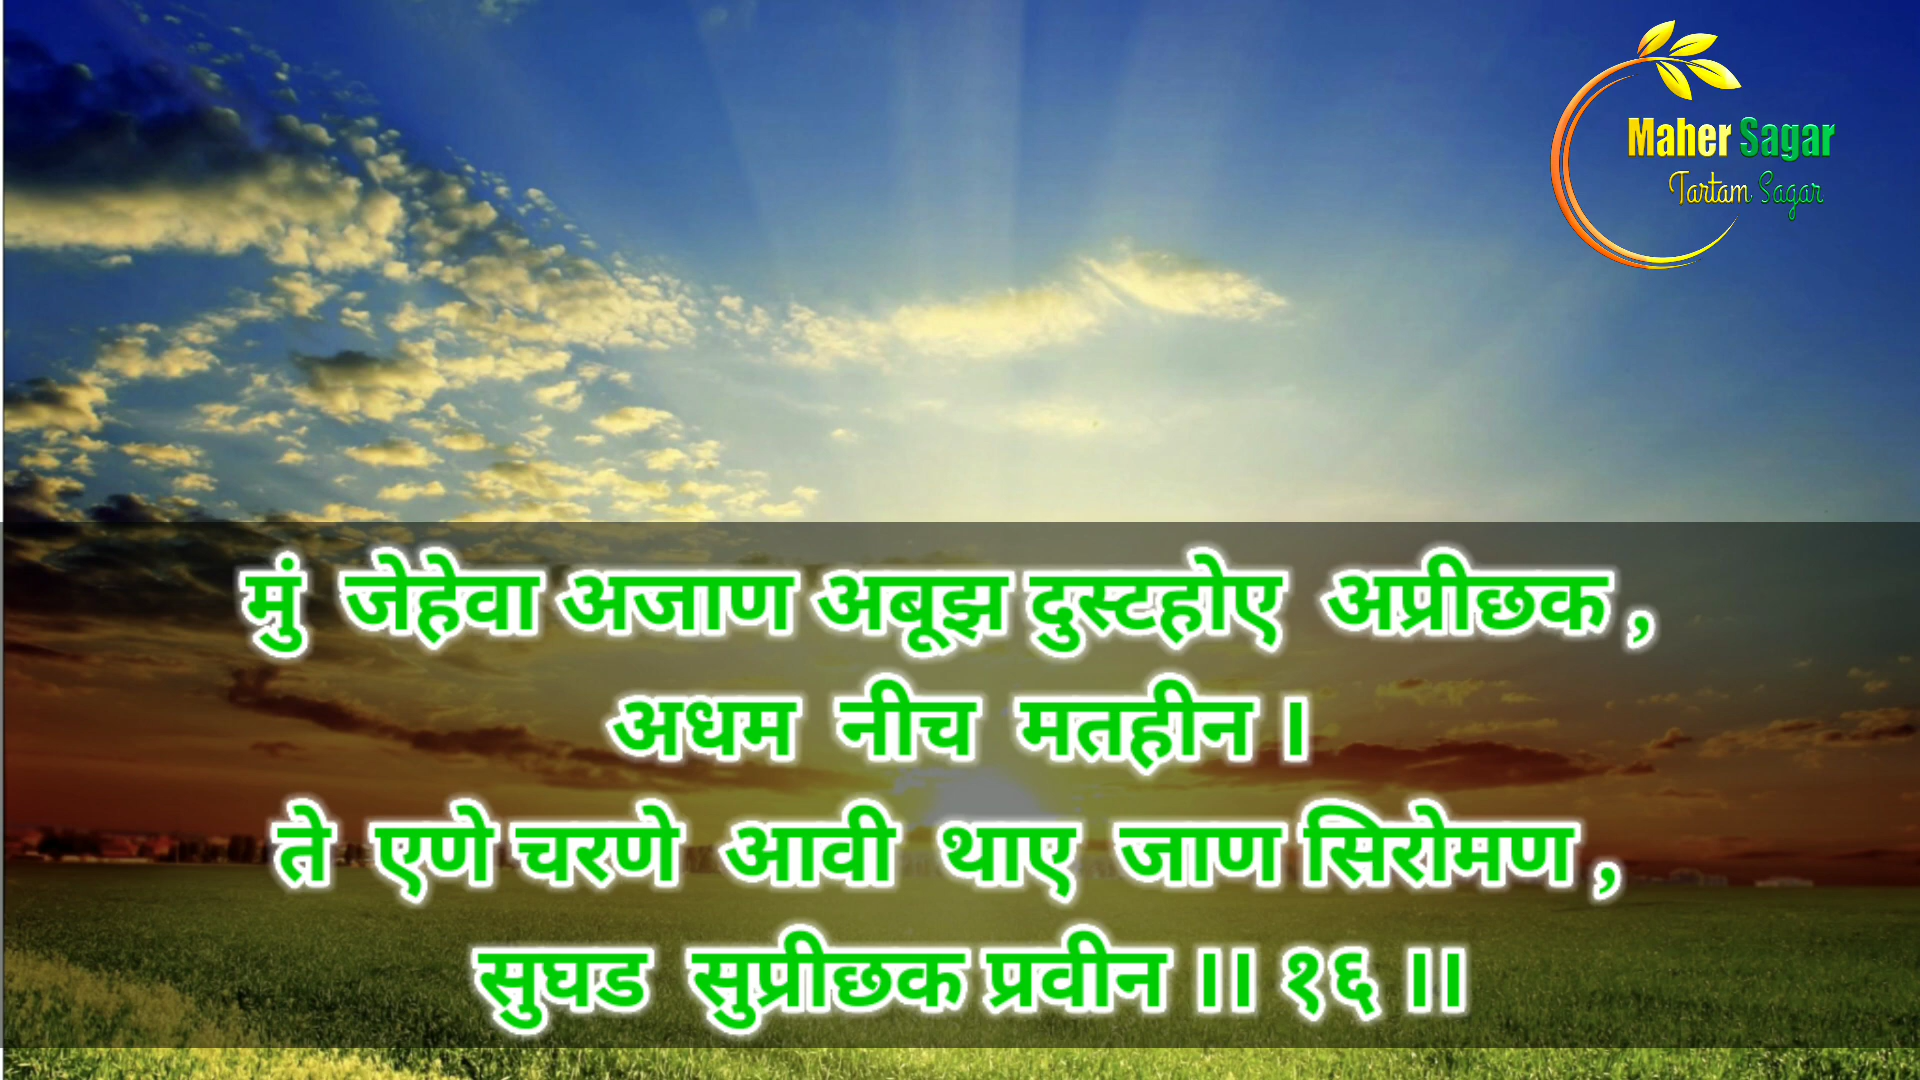 Maher Sagar
Tartam Sagar
मुं जेहेवा अजाण अबूझ दुस्टहोए अप्रीछक ,
अधम नीच मतहीन ।
ते एणे चरणे आवी थाए जाण सिरोमण ,
सुघड सुप्रीछक प्रवीन ।। १६ ।।